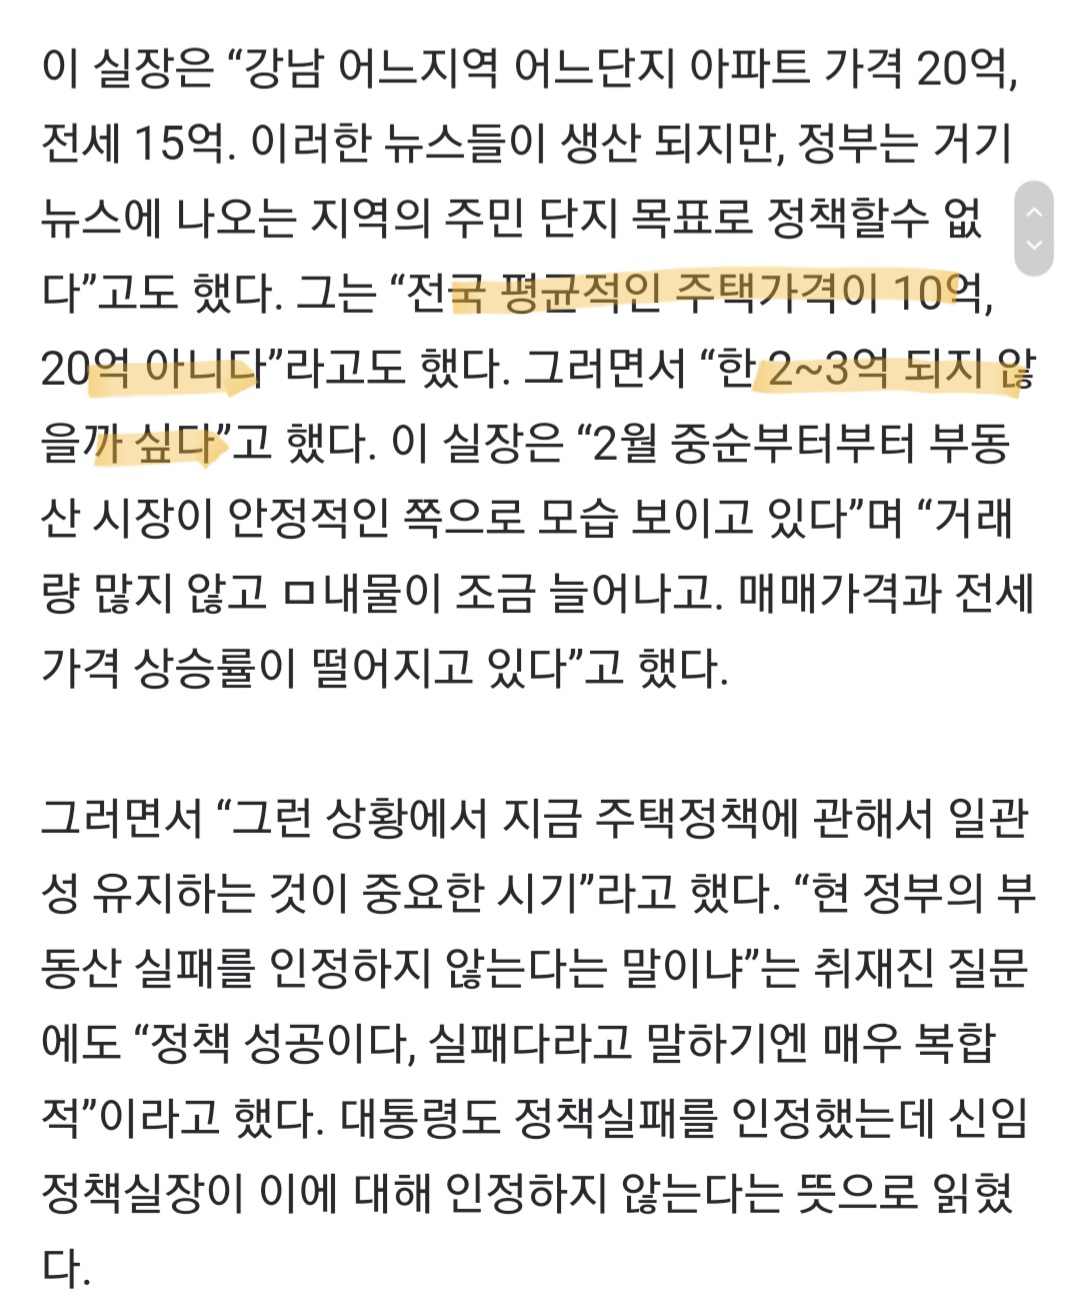 이 실장은 “강남 어느지역 어느단지 아파트 가격 20억,
전세 15억. 이러한 뉴스들이 생산 되지만, 정부는 거기
뉴스에 나오는 지역의 주민 단지 목표로 정책할수 없
다”고도 했다. 그는 “전국 평균적인 주택가격이 10억,
20억 아니다”라고도 했다. 그러면서 “한 2~3억 되지 않
을까 싶다”고 했다. 이 실장은 “2월 중순부터부터 부동
산 시장이 안정적인 쪽으로 모습 보이고 있다”며 “거래
량 많지 않고 ㅁ내물이 조금 늘어나고. 매매가격과 전세
가격 상승률이 떨어지고 있다”고 했다.
그러면서 “그런 상황에서 지금 주택정책에 관해서 일관
성 유지하는 것이 중요한 시기”라고 했다. “현 정부의 부
동산 실패를 인정하지 않는다는 말이냐”는 취재진 질문
에도 “정책 성공이다, 실패다라고 말하기엔 매우 복합
적”이라고 했다. 대통령도 정책실패를 인정했는데 신임
정책실장이 이에 대해 인정하지 않는다는 뜻으로 읽혔
다.